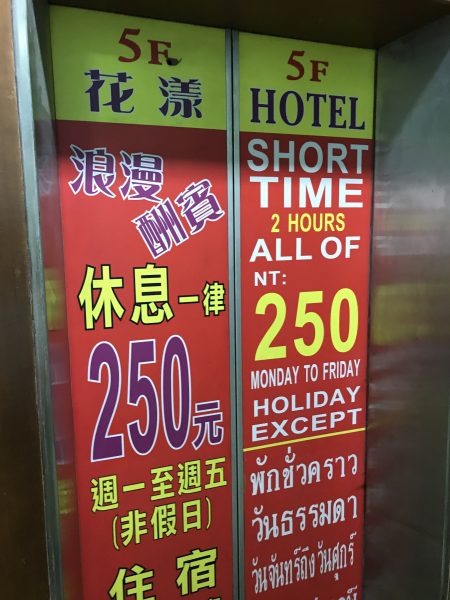 5F
花漾
浪漫
酬賓
休息一律
250元
週一至週五
(非假日)
住宿
5F
HOTEL
SHORT
TIME
2 HOURS
ALL OF
NT:
250
MONDAY TO FRIDAY
HOLIDAY
EXCEPT
พักชั่วคราว
วันธรรมดา
วันจันทร์ถึงวันศุกร์